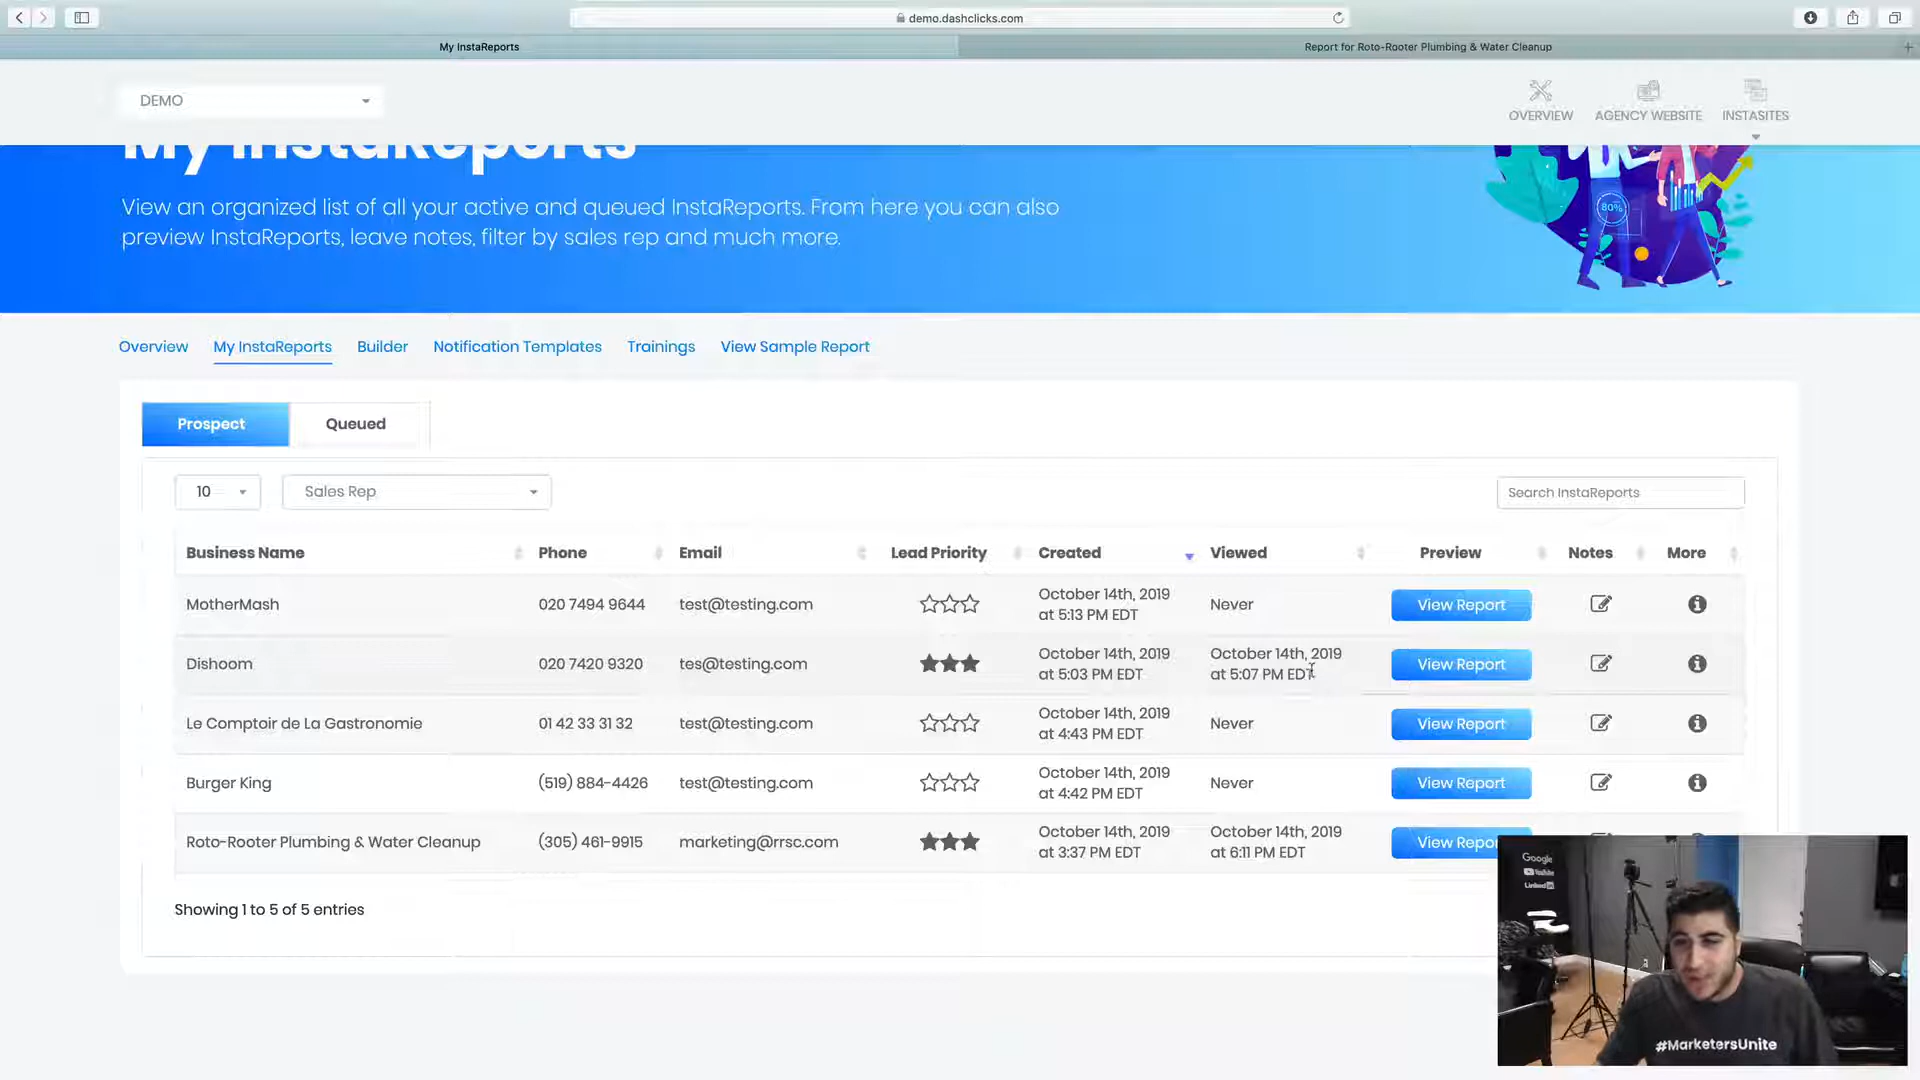 demo.dashclicks.com
My InstaReports
Report for Roto-Rooter Plumbing & Water Cleanup
DEMO
OVERVIEW
AGENCY WEBSITE
INSTASITES
My InstaReports
80%
View an organized list of all your active and queued InstaReports. From here you can also
preview InstaReports, leave notes, filter by sales rep and much more.
Overview
My InstaReports
Builder
Notification Templates
Trainings
View Sample Report
Prospect
Queued
10
Sales Rep
Search InstaReports
Business Name
Phone
Email
Lead Priority
Created
Viewed
Preview
Notes
More
MotherMash
020 7494 9644
test@testing.com
October 14th, 2019
at 5:13 PM EDT
Never
View Report
Dishoom
020 7420 9320
tes@testing.com
October 14th, 2019
at 5:03 PM EDT
October 14th, 2019
at 5:07 PM EDT
View Report
Le Comptoir de La Gastronomie
01 42 33 31 32
test@testing.com
October 14th, 2019
at 4:43 PM EDT
Never
View Report
Burger King
(519) 884-4426
test@testing.com
October 14th, 2019
at 4:42 PM EDT
Never
View Report
Roto-Rooter Plumbing & Water Cleanup
(305) 461-9915
marketing@rrsc.com
October 14th, 2019
at 3:37 PM EDT
October 14th, 2019
at 6:11 PM EDT
View Repo
Showing 1 to 5 of 5 entries
Google
YouTube
Linked in
#MarketersUnite